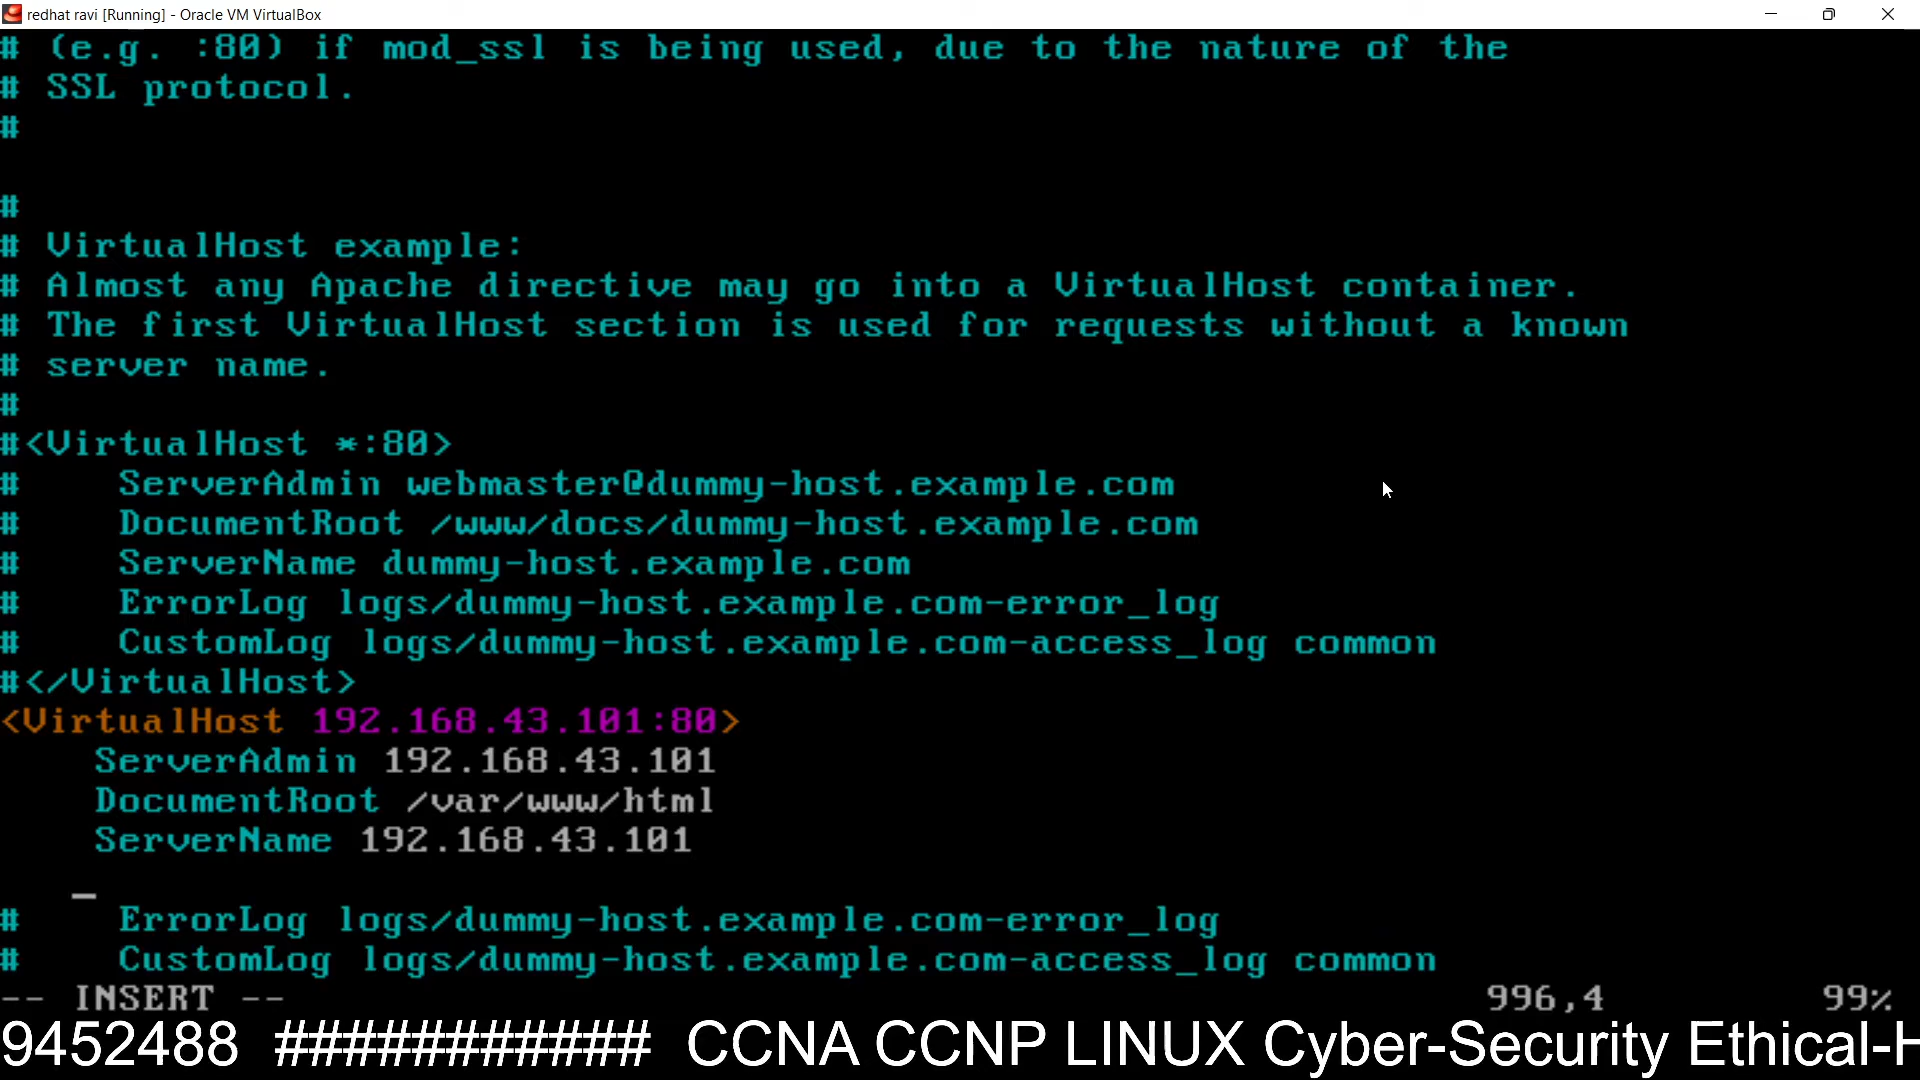 redhat ravi [Running] - Oracle VM VirtualBox
# (e.g. :80) if mod_ssl is being used, due to the nature of the
# SSL protocol.
#
#
# VirtualHost example:
# Almost any Apache directive may go into a VirtualHost container.
# The first VirtualHost section is used for requests without a known
# server name.
#
#<VirtualHost *:80>
#    ServerAdmin webmaster@dummy-host.example.com
#    DocumentRoot /www/docs/dummy-host.example.com
#    ServerName dummy-host.example.com
#    ErrorLog logs/dummy-host.example.com-error_log
#    CustomLog logs/dummy-host.example.com-access_log common
#</VirtualHost>
<VirtualHost 192.168.43.101:80>
    ServerAdmin 192.168.43.101
    DocumentRoot /var/www/html
    ServerName 192.168.43.101
#    ErrorLog logs/dummy-host.example.com-error_log
#    CustomLog logs/dummy-host.example.com-access_log common
-- INSERT -- 996,4 99%
9452488 ########### CCNA CCNP LINUX Cyber-Security Ethical-H